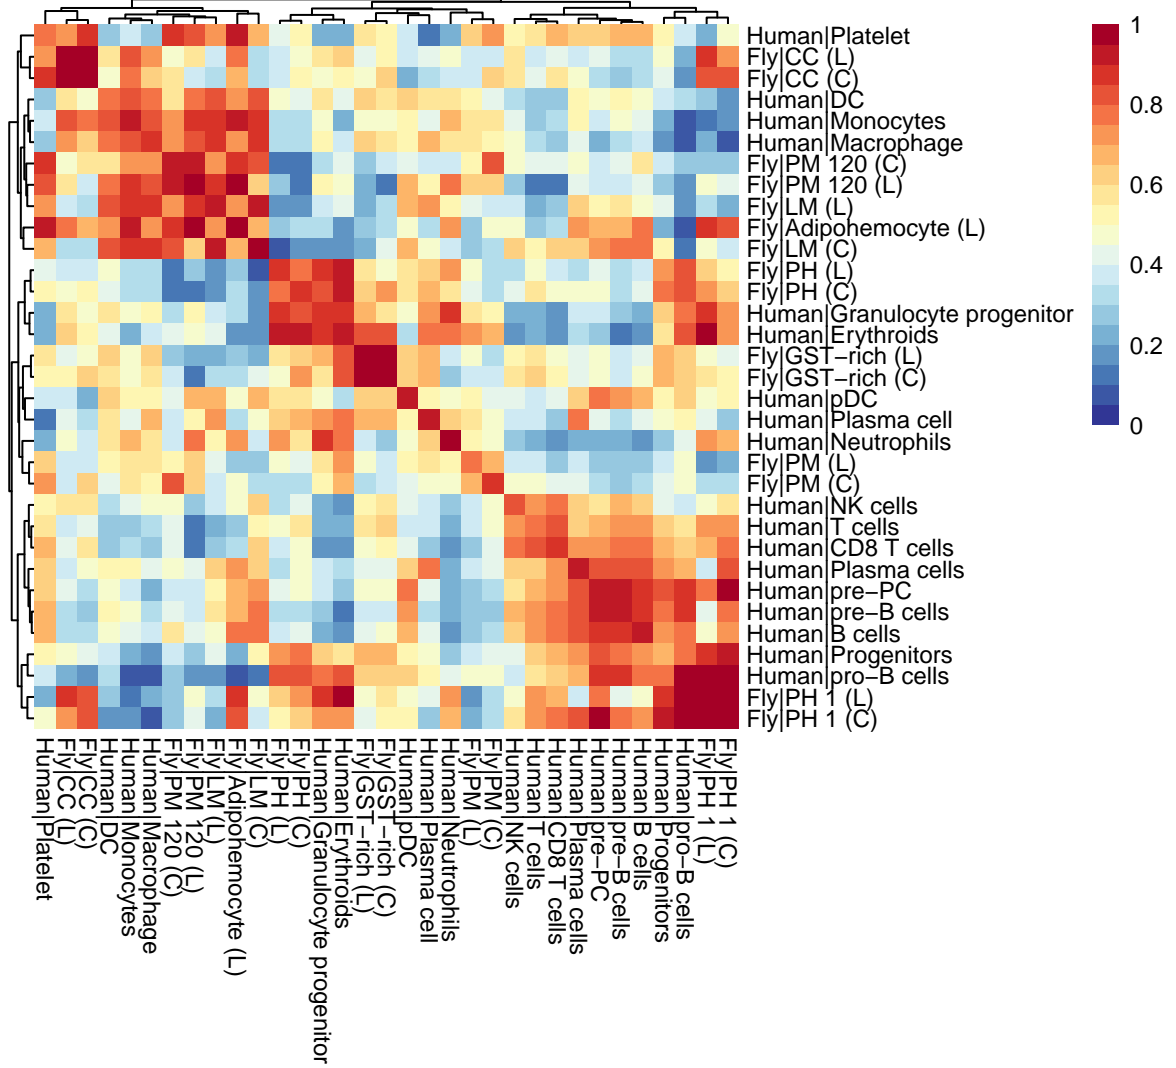 Human|Platelet
Fly|CC (L)
Fly|CC (C)
Human|DC
Human|Monocytes
Human|Macrophage
Fly|PM 120 (C)
Fly|PM 120 (L)
Fly|LM (L)
Fly|Adipohemocyte (L)
Fly|LM (C)
Fly|PH (L)
Fly|PH (C)
Human|Granulocyte progenitor
Human|Erythroids
Fly|GST−rich (L)
Fly|GST−rich (C)
Human|pDC
Human|Plasma cell
Human|Neutrophils
Fly|PM (L)
Fly|PM (C)
Human|NK cells
Human|T cells
Human|CD8 T cells
Human|Plasma cells
Human|pre−PC
Human|pre−B cells
Human|B cells
Human|Progenitors
Human|pro−B cells
Fly|PH 1 (L)
Fly|PH 1 (C)
Human|Platelet
Fly|CC (L)
Fly|CC (C)
Human|DC
Human|Monocytes
Human|Macrophage
Fly|PM 120 (C)
Fly|PM 120 (L)
Fly|LM (L)
Fly|Adipohemocyte (L)
Fly|LM (C)
Fly|PH (L)
Fly|PH (C)
Human|Granulocyte progenitor
Human|Erythroids
Fly|GST−rich (L)
Fly|GST−rich (C)
Human|pDC
Human|Plasma cell
Human|Neutrophils
Fly|PM (L)
Fly|PM (C)
Human|NK cells
Human|T cells
Human|CD8 T cells
Human|Plasma cells
Human|pre−PC
Human|pre−B cells
Human|B cells
Human|Progenitors
Human|pro−B cells
Fly|PH 1 (L)
Fly|PH 1 (C)
1
0.8
0.6
0.4
0.2
0